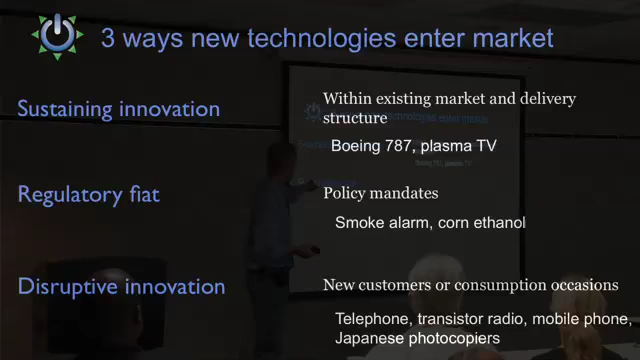 3 ways new technologies enter market
Sustaining innovation
Within existing market and delivery
structure
Boeing 787, plasma TV
Regulatory fiat
Policy mandates
Smoke alarm, corn ethanol
Disruptive innovation
New customers or consumption occasions
Telephone, transistor radio, mobile phone,
Japanese photocopiers